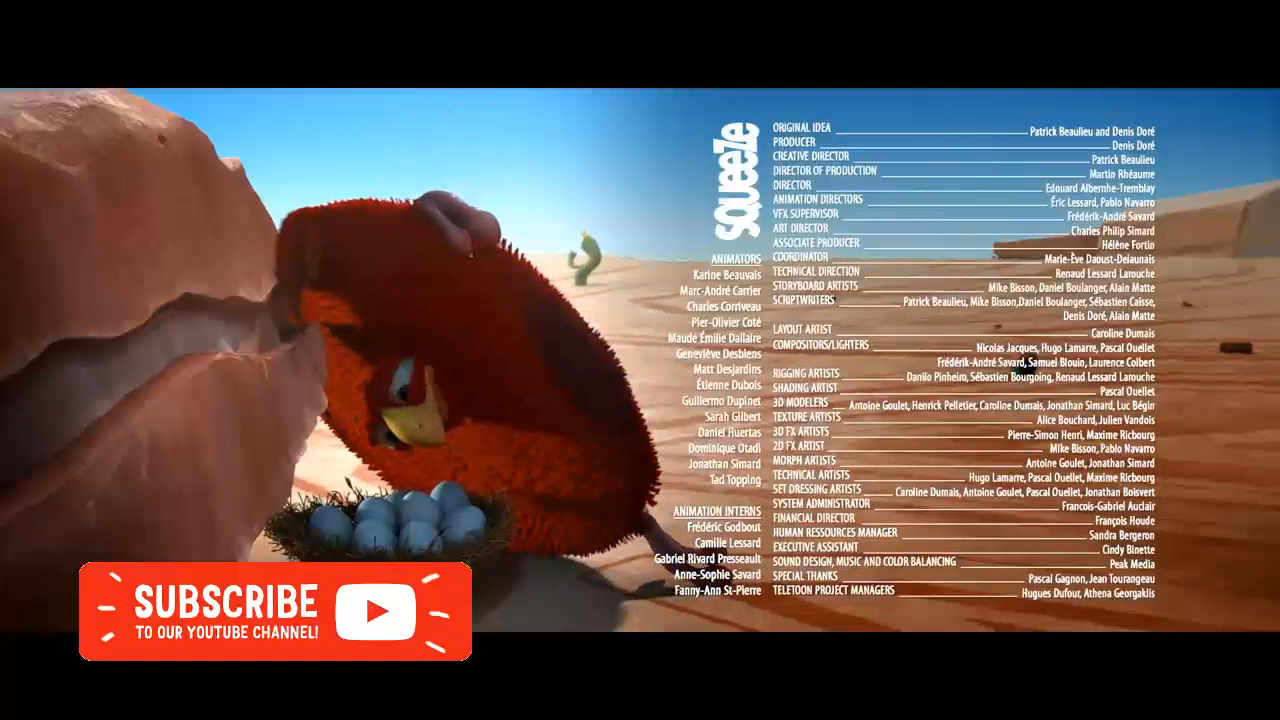 squeeze
ORIGINAL IDEA Patrick Beaulieu and Denis Doré
PRODUCER Denis Doré
CREATIVE DIRECTOR Patrick Beaulieu
DIRECTOR OF PRODUCTION Martin Rhéaume
DIRECTOR Edouard Albernhe-Tremblay
ANIMATION DIRECTORS Éric Lessard, Pablo Navarro
VFX SUPERVISOR Frédérik-André Savard
ART DIRECTOR Charles Philip Simard
ASSOCIATE PRODUCER Hélène Fortin
COORDINATOR Marie-Ève Daoust-Delaunais
TECHNICAL DIRECTION Renaud Lessard Larouche
STORYBOARD ARTISTS Mike Bisson, Daniel Boulanger, Alain Matte
SCRIPTWRITERS Patrick Beaulieu, Mike Bisson,Daniel Boulanger, Sébastien Caisse,
Denis Doré, Alain Matte
LAYOUT ARTIST Caroline Dumais
COMPOSITORS/LIGHTERS Nicolas Jacques, Hugo Lamarre, Pascal Ouellet
Frédérik-André Savard, Samuel Blouin, Laurence Colbert
RIGGING ARTISTS Danilo Pinheiro, Sébastien Bourgoing, Renaud Lessard Larouche
SHADING ARTIST Pascal Ouellet
3D MODELERS Antoine Goulet, Henrick Pelletier, Caroline Dumais, Jonathan Simard, Luc Bégin
TEXTURE ARTISTS Alice Bouchard, Julien Vandois
3D FX ARTISTS Pierre-Simon Henri, Maxime Ricbourg
2D FX ARTIST Mike Bisson, Pablo Navarro
MORPH ARTISTS Antoine Goulet, Jonathan Simard
TECHNICAL ARTISTS Hugo Lamarre, Pascal Ouellet, Maxime Ricbourg
SET DRESSING ARTISTS Caroline Dumais, Antoine Goulet, Pascal Ouellet, Jonathan Boisvert
SYSTEM ADMINISTRATOR Francois-Gabriel Auclair
FINANCIAL DIRECTOR François Houde
HUMAN RESSOURCES MANAGER Sandra Bergeron
EXECUTIVE ASSISTANT Cindy Binette
SOUND DESIGN, MUSIC AND COLOR BALANCING Peak Media
SPECIAL THANKS Pascal Gagnon, Jean Tourangeau
TELETOON PROJECT MANAGERS Hugues Dufour, Athena Georgaklis
ANIMATORS
Karine Beauvais
Marc-André Carrier
Charles Corriveau
Pier-Olivier Coté
Maude Émilie Dallaire
Geneviève Desbiens
Matt Desjardins
Étienne Dubois
Guillermo Dupinet
Sarah Gilbert
Daniel Huertas
Dominique Otadi
Jonathan Simard
Tad Topping
ANIMATION INTERNS
Frédéric Godbout
Camille Lessard
Gabriel Rivard Presseault
Anne-Sophie Savard
Fanny-Ann St-Pierre
SUBSCRIBE
TO OUR YOUTUBE CHANNEL!